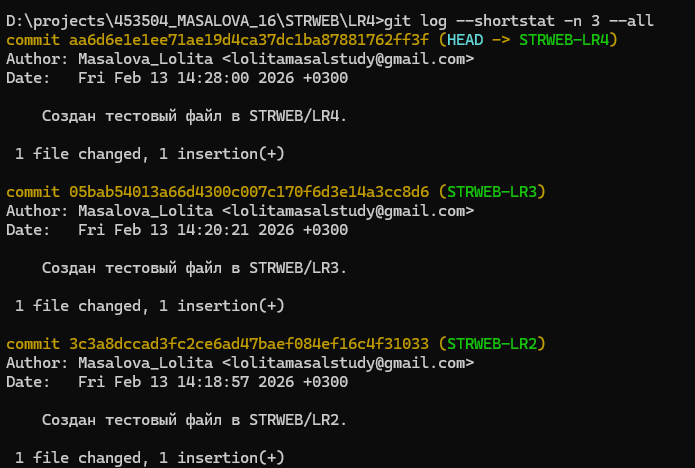 D:\projects\453504_MASALOVA_16\STRWEB\LR4>git log --shortstat -n 3 --all
commit aa6d6e1e1ee71ae19d4ca37dc1ba87881762ff3f (HEAD -> STRWEB-LR4)
Author: Masalova_Lolita <lolitamasalstudy@gmail.com>
Date:   Fri Feb 13 14:28:00 2026 +0300
    Создан тестовый файл в STRWEB/LR4.
 1 file changed, 1 insertion(+)
commit 05bab54013a66d4300c007c170f6d3e14a3cc8d6 (STRWEB-LR3)
Author: Masalova_Lolita <lolitamasalstudy@gmail.com>
Date:   Fri Feb 13 14:20:21 2026 +0300
    Создан тестовый файл в STRWEB/LR3.
 1 file changed, 1 insertion(+)
commit 3c3a8dccad3fc2ce6ad47baef084ef16c4f31033 (STRWEB-LR2)
Author: Masalova_Lolita <lolitamasalstudy@gmail.com>
Date:   Fri Feb 13 14:18:57 2026 +0300
    Создан тестовый файл в STRWEB/LR2.
 1 file changed, 1 insertion(+)